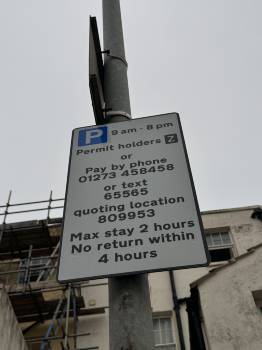 P 9 am - 8 pm
Permit holders Z
or
Pay by phone
01273 458458
or text
65565
quoting location
809953
Max stay 2 hours
No return within
4 hours